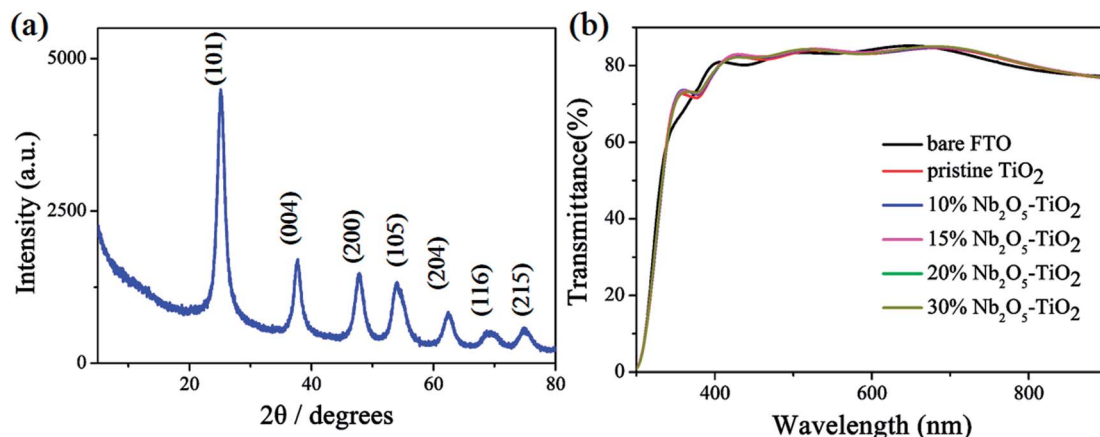 (a)
5000
2500
0
Intensity (a.u.)
(101)
(004)
(200)
(105)
(204)
(116)
(215)
20
40
60
80
2θ / degrees
(b)
80
60
40
20
0
Transmittance(%)
bare FTO
pristine TiO₂
10% Nb₂O₅-TiO₂
15% Nb₂O₅-TiO₂
20% Nb₂O₅-TiO₂
30% Nb₂O₅-TiO₂
400
600
800
Wavelength (nm)